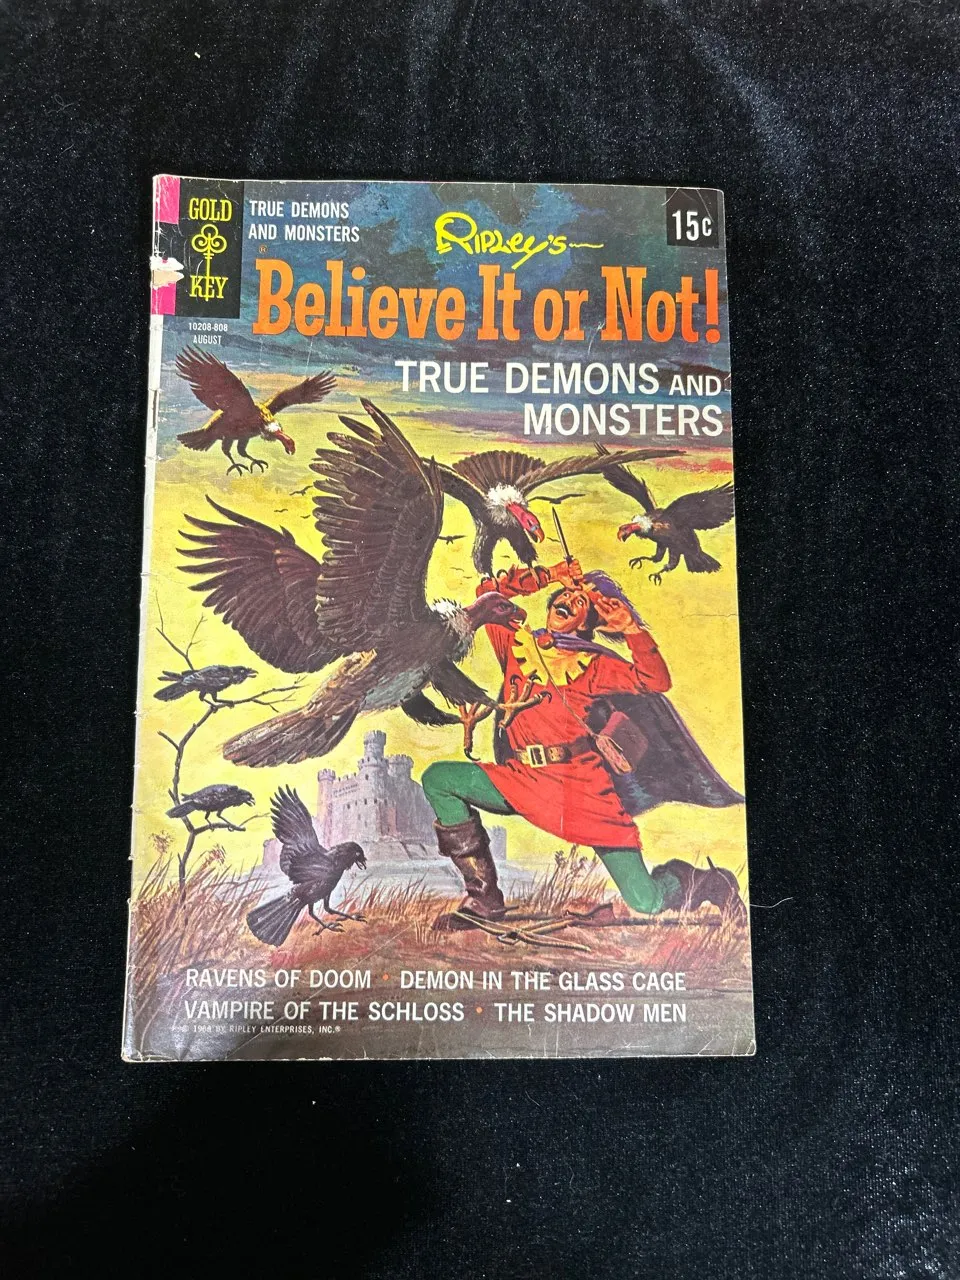 GOLD
KEY
TRUE DEMONS
AND MONSTERS
Ripley's
15¢
Believe It or Not!
®
10208-808
AUGUST
TRUE DEMONS AND
MONSTERS
RAVENS OF DOOM • DEMON IN THE GLASS CAGE
VAMPIRE OF THE SCHLOSS • THE SHADOW MEN
© 1968 BY RIPLEY ENTERPRISES, INC.®